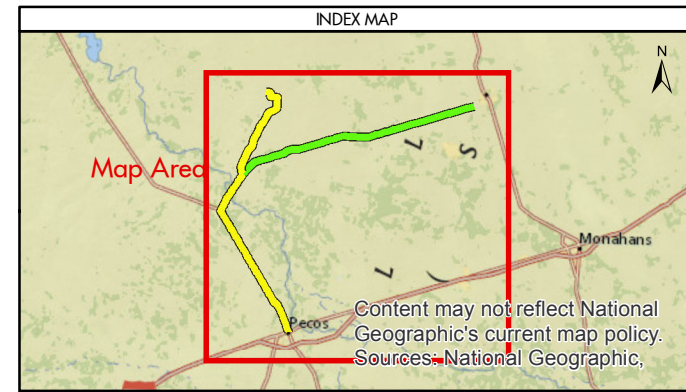 INDEX MAP
N
Map Area
L
S
Monahans
L
(
Pecos
Content may not reflect National
Geographic's current map policy.
Sources: National Geographic,